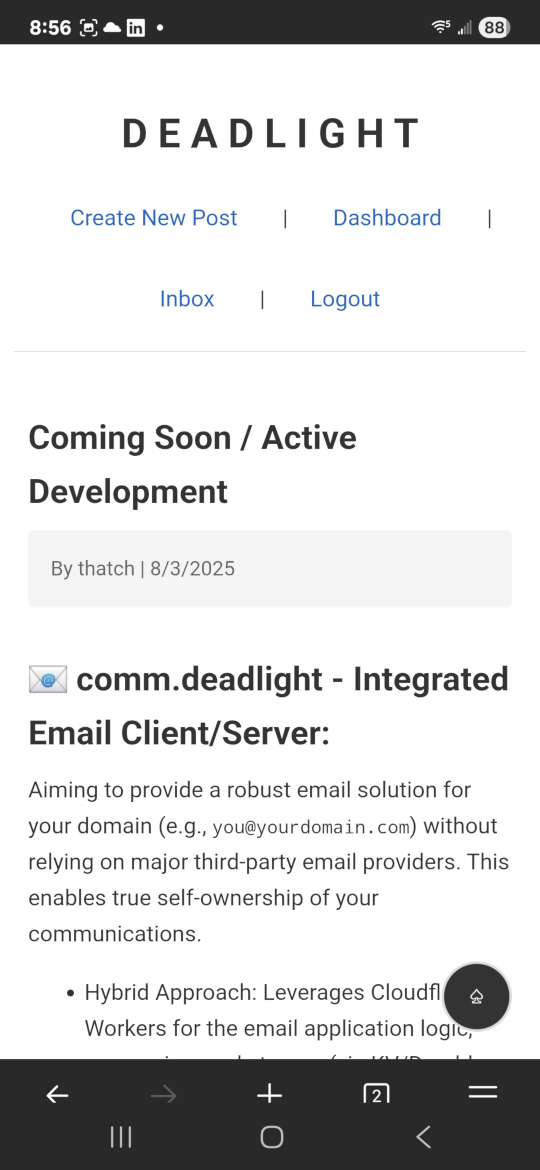 8:56
5
88
DEADLIGHT
Create New Post | Dashboard |
Inbox | Logout
Coming Soon / Active
Development
By thatch | 8/3/2025
comm.deadlight - Integrated
Email Client/Server:
Aiming to provide a robust email solution for
your domain (e.g., you@yourdomain.com) without
relying on major third-party email providers. This
enables true self-ownership of your
communications.
• Hybrid Approach: Leverages Cloudfl
Workers for the email application logic,
2